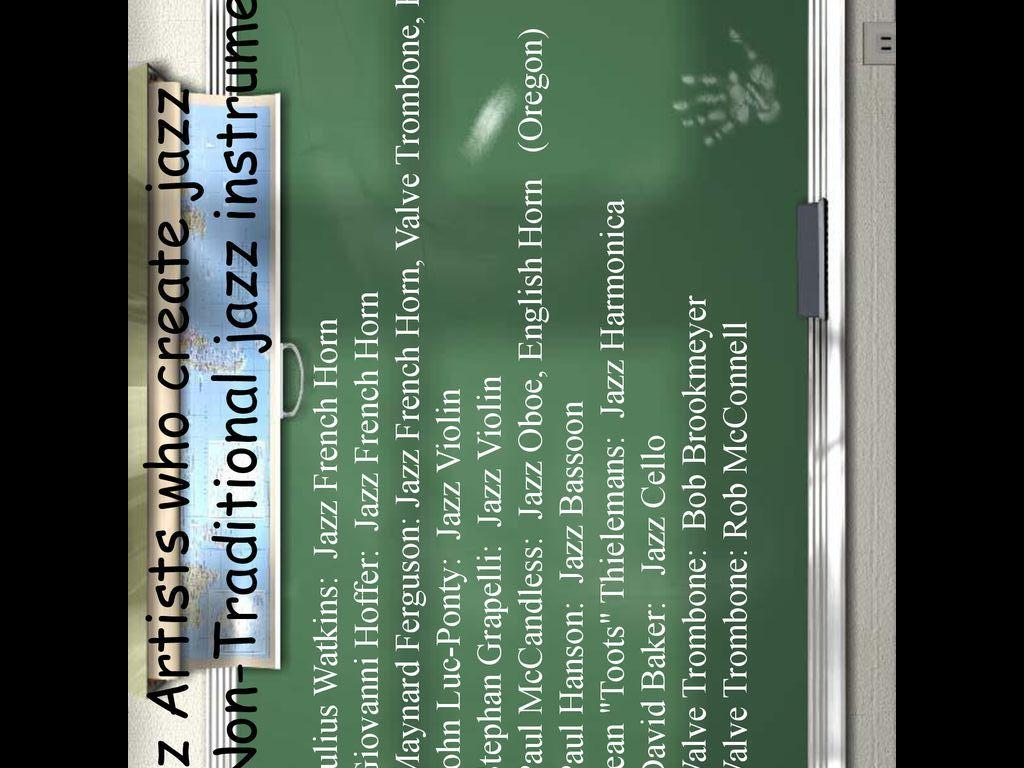 z Artists who create jazz
Non-Traditional jazz instrume
ulius Watkins: Jazz French Horn
Giovanni Hoffer: Jazz French Horn
Maynard Ferguson: Jazz French Horn, Valve Trombone,
ohn Luc-Ponty: Jazz Violin
Stephan Grapelli: Jazz Violin
Paul McCandless: Jazz Oboe, English Horn (Oregon)
Paul Hanson: Jazz Bassoon
ean "Toots" Thielemans: Jazz Harmonica
David Baker: Jazz Cello
Valve Trombone: Bob Brookmeyer
Valve Trombone: Rob McConnell